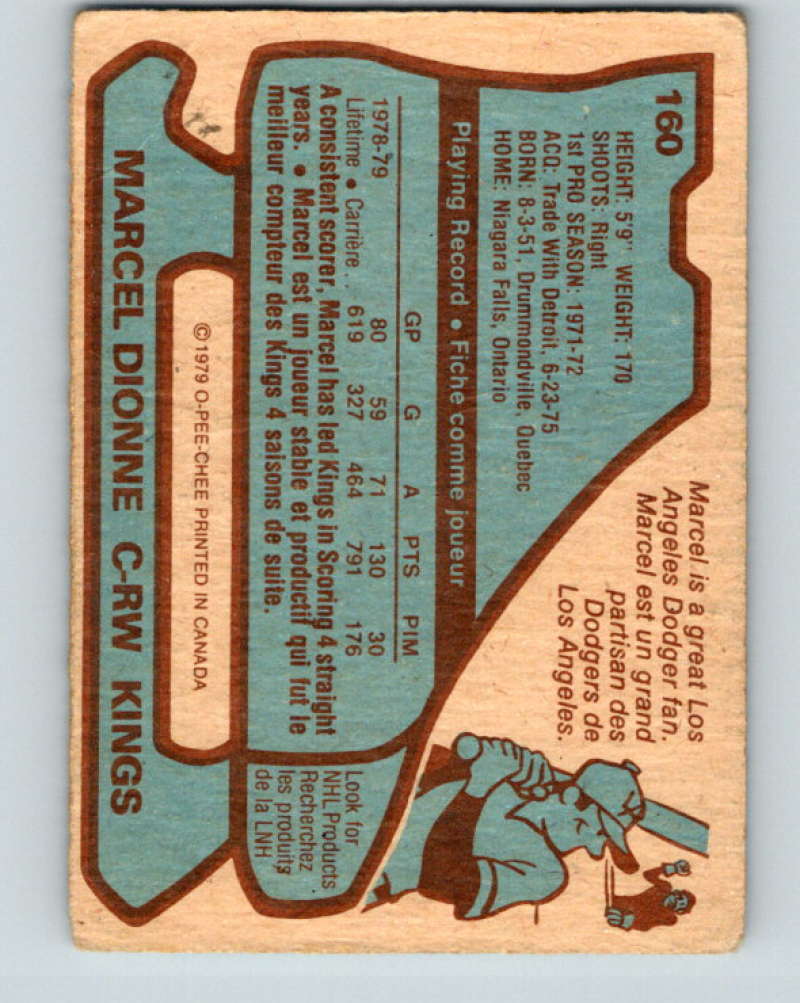 160
HEIGHT: 5'9" WEIGHT: 170
SHOOTS: Right
1st PRO SEASON: 1971-72
ACQ: Trade With Detroit, 6-23-75
BORN: 8-3-51, Drummondville, Quebec
HOME: Niagara Falls, Ontario
Marcel is a great Los
Angeles Dodger fan.
Marcel est un grand
partisan des
Dodgers de
Los Angeles.
Playing Record • Fiche comme joueur
GP G A PTS PIM
1978-79 80 59 71 130 30
Lifetime • Carrière . . 619 327 464 791 176
A consistent scorer, Marcel has led Kings in Scoring 4 straight
years. • Marcel est un joueur stable et productif qui fut le
meilleur compteur des Kings 4 saisons de suite.
Look for
NHL Products
Recherchez
les produits
de la LNH
© 1979 O-PEE-CHEE PRINTED IN CANADA
MARCEL DIONNE C-RW KINGS